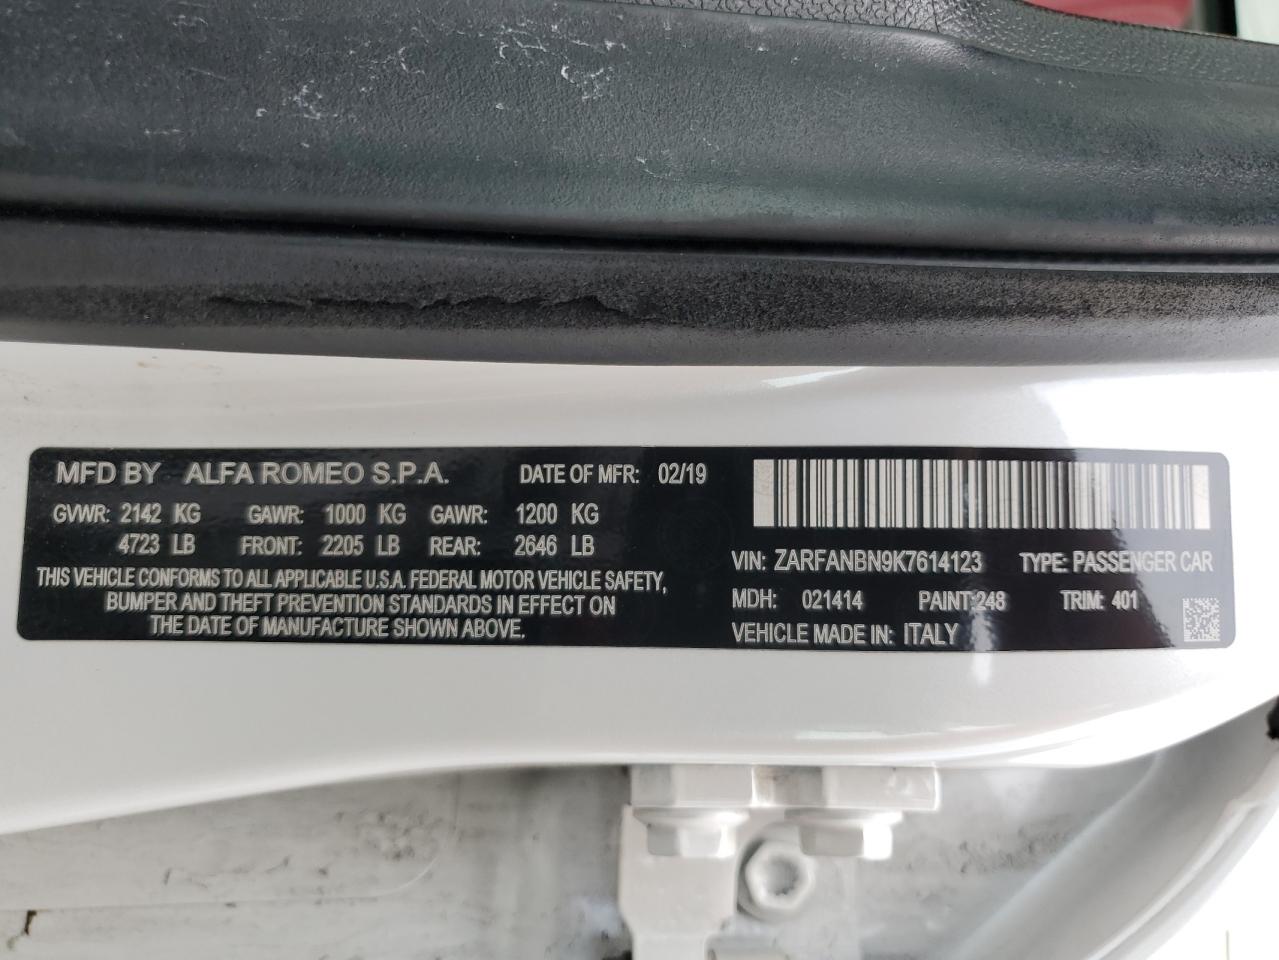 MFD BY ALFA ROMEO S.P.A. DATE OF MFR: 02/19
GVWR: 2142 KG GAWR: 1000 KG GAWR: 1200 KG
4723 LB FRONT: 2205 LB REAR: 2646 LB
THIS VEHICLE CONFORMS TO ALL APPLICABLE U.S.A. FEDERAL MOTOR VEHICLE SAFETY,
BUMPER AND THEFT PREVENTION STANDARDS IN EFFECT ON
THE DATE OF MANUFACTURE SHOWN ABOVE.
VIN: ZARFANBN9K7614123 TYPE: PASSENGER CAR
MDH: 021414 PAINT:248 TRIM: 401
VEHICLE MADE IN: ITALY